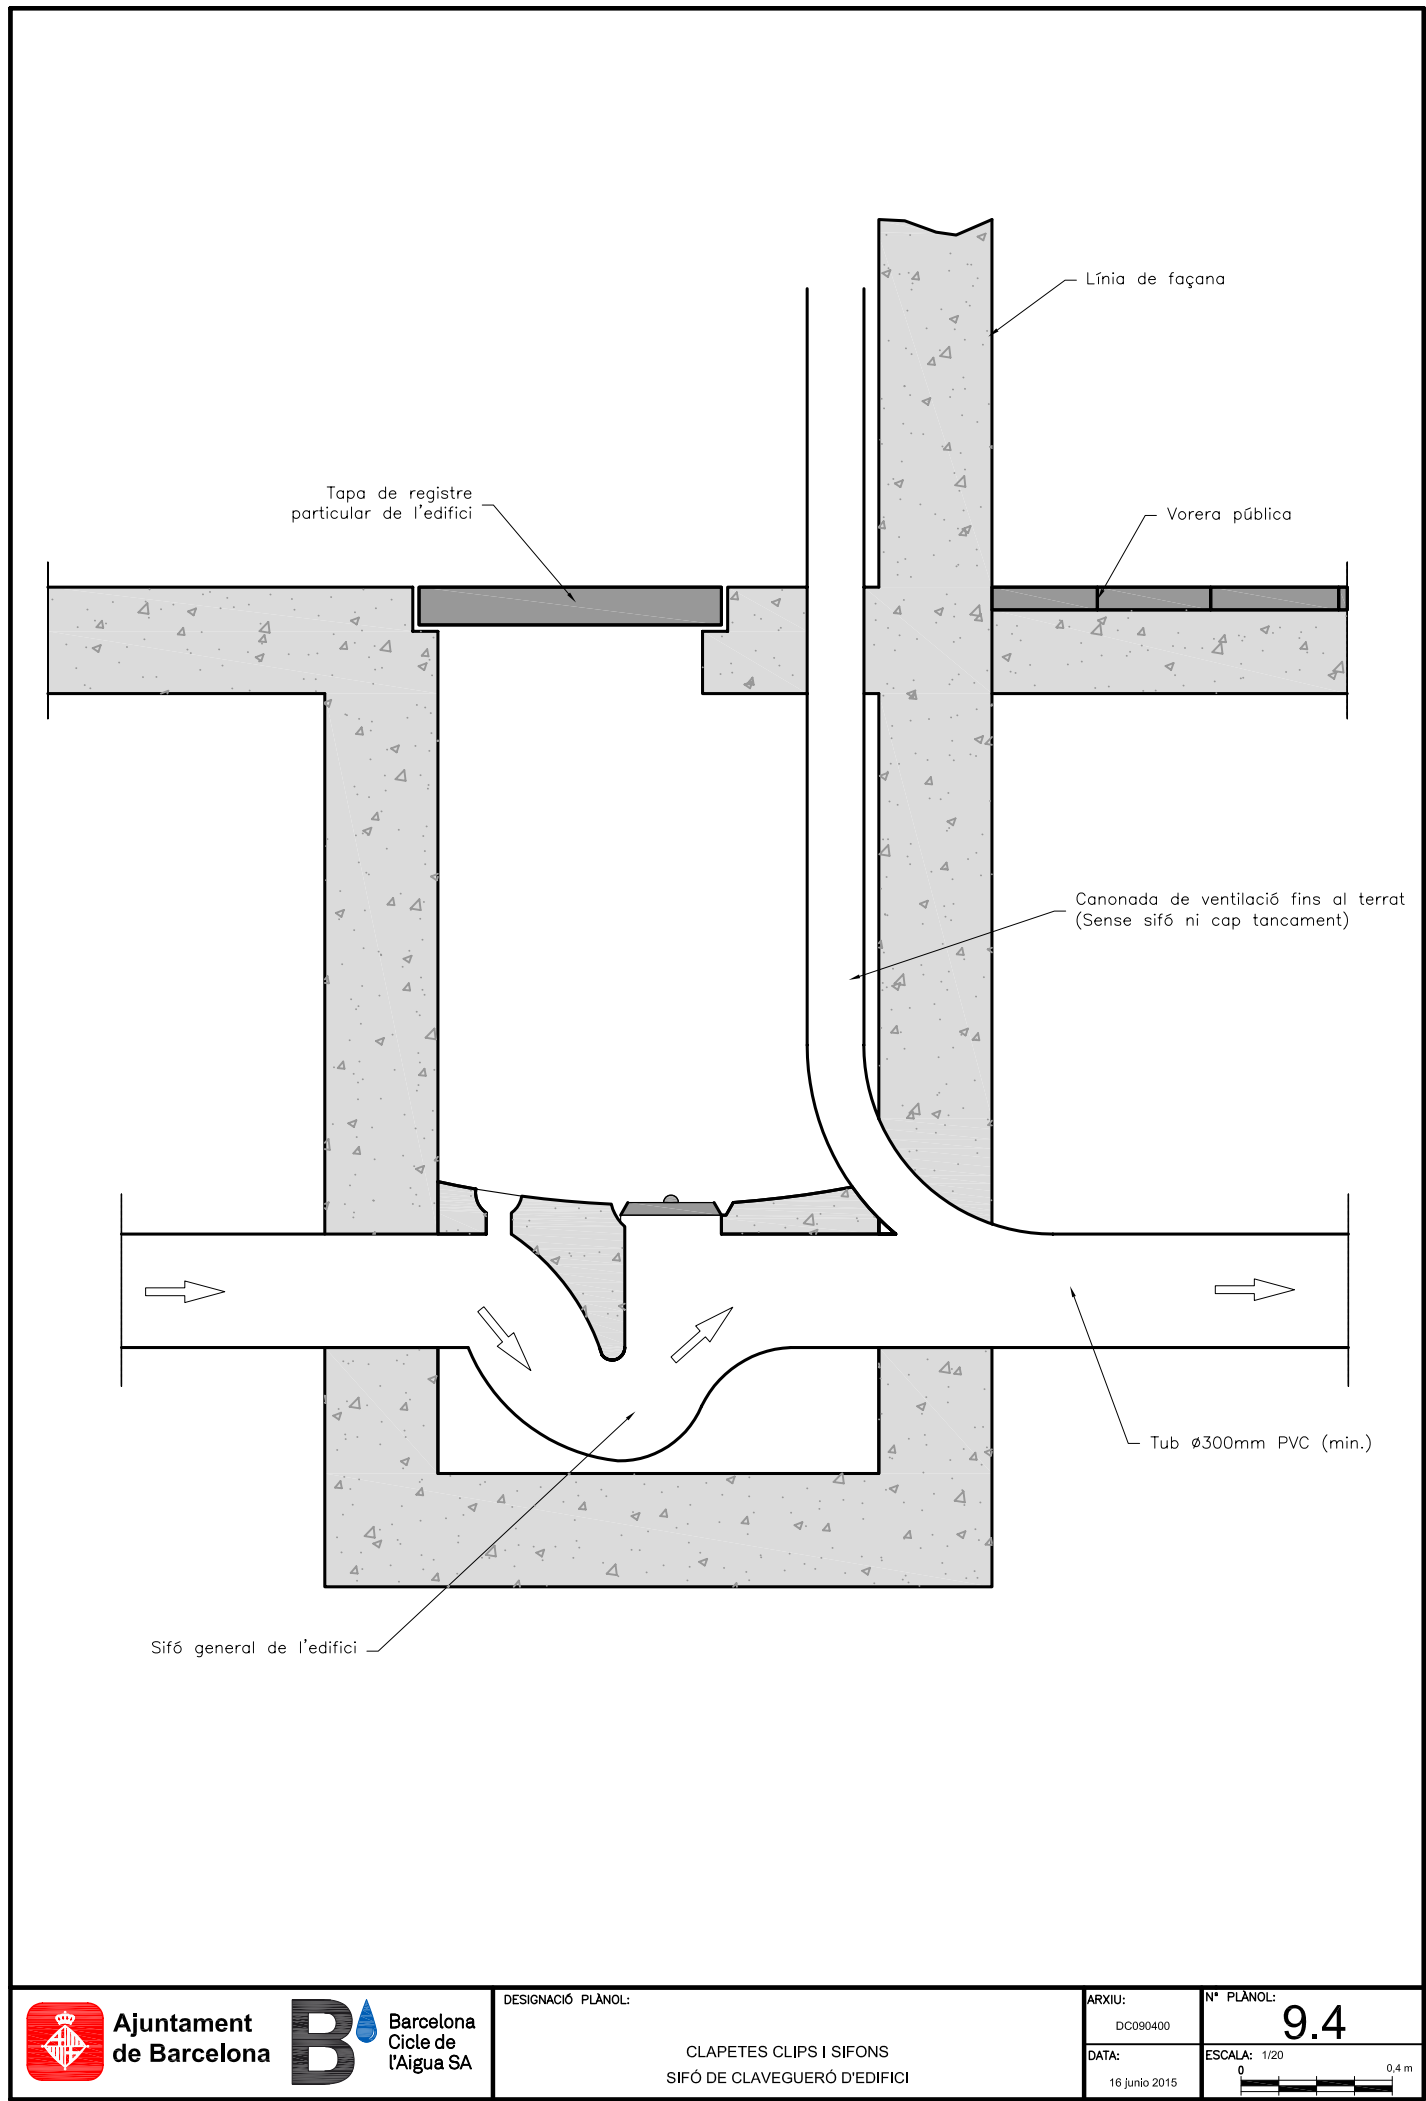 Línia de façana
Tapa de registre
particular de l'edifici
Vorera pública
Canonada de ventilació fins al terrat
(Sense sifó ni cap tancament)
Tub ø300mm PVC (min.)
Sifó general de l'edifici
Ajuntament
de Barcelona
B
Barcelona
Cicle de
l'Aigua SA
DESIGNACIÓ PLÀNOL:
CLAPETES CLIPS I SIFONS
SIFÓ DE CLAVEGUERÓ D'EDIFICI
ARXIU:
DC090400
DATA:
16 junio 2015
Nº PLÀNOL:
9.4
ESCALA: 1/20
0 0,4 m